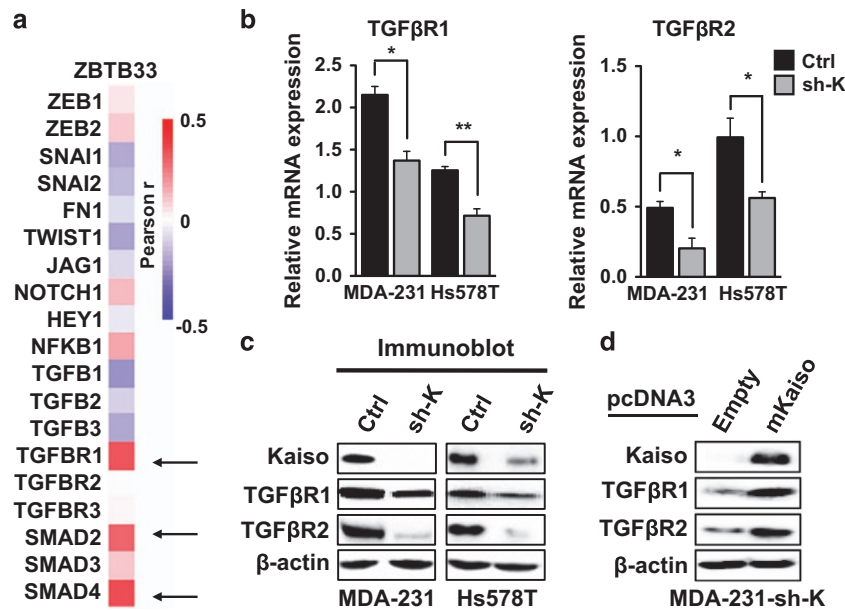 a
ZBTB33
ZEB1
ZEB2
SNAI1
SNAI2
FN1
TWIST1
JAG1
NOTCH1
HEY1
NFKB1
TGFB1
TGFB2
TGFB3
TGFBR1
TGFBR2
TGFBR3
SMAD2
SMAD3
SMAD4
0.5
0
-0.5
Pearson r
b
TGFβR1
Relative mRNA expression
2.5
2.0
1.5
1.0
0.5
0.0
*
**
MDA-231 Hs578T
TGFβR2
Relative mRNA expression
1.5
1.0
0.5
0.0
*
*
MDA-231 Hs578T
Ctrl
sh-K
c
Immunoblot
Ctrl sh-K Ctrl sh-K
Kaiso
TGFβR1
TGFβR2
β-actin
MDA-231 Hs578T
d
pcDNA3 Empty mKaiso
Kaiso
TGFβR1
TGFβR2
β-actin
MDA-231-sh-K